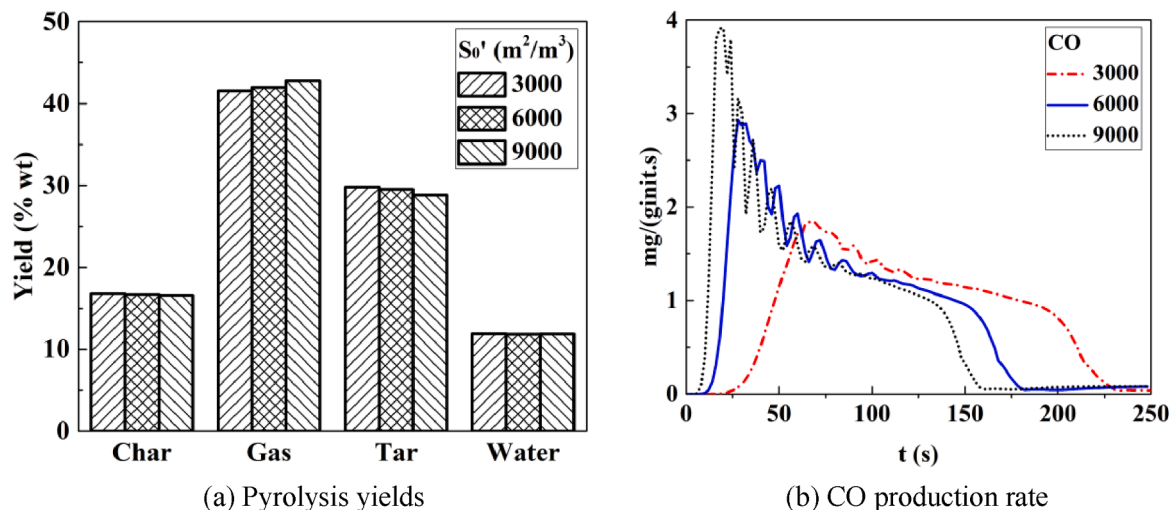 50
40
30
20
10
0
Yield (% wt)
S₀' (m²/m³)
3000
6000
9000
Char
Gas
Tar
Water
(a) Pyrolysis yields
4
3
2
1
0
mg/(ginit.s)
CO
3000
6000
9000
0
50
100
150
200
250
t (s)
(b) CO production rate